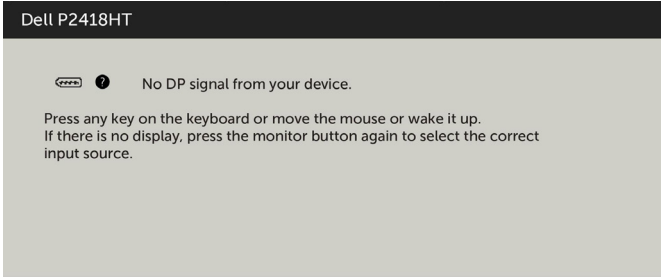 Dell P2418HT
No DP signal from your device.
Press any key on the keyboard or move the mouse or wake it up.
If there is no display, press the monitor button again to select the correct
input source.